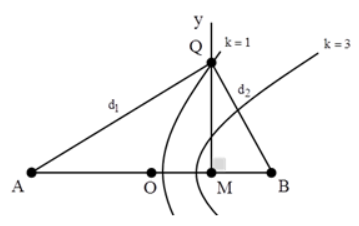 y
Q
k = 1
k = 3
d₁
d₂
A
O
M
B